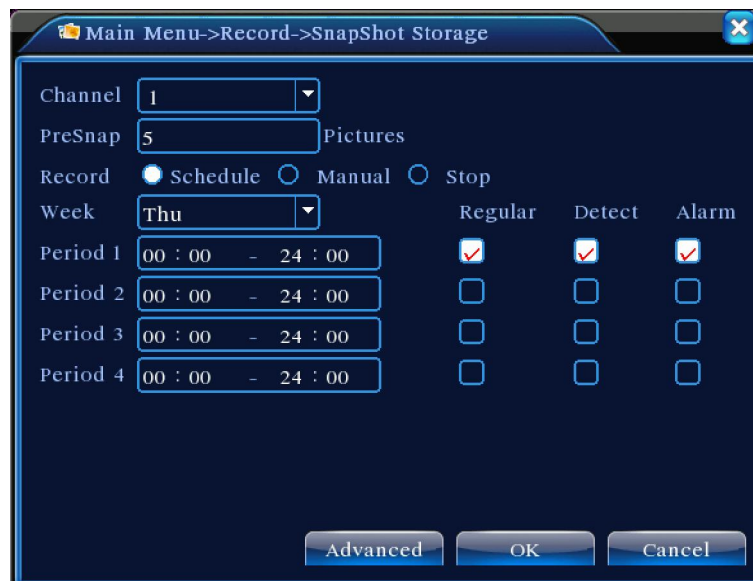 Main Menu->Record->SnapShot Storage
Channel 1
PreSnap 5 Pictures
Record Schedule Manual Stop
Week Thu Regular Detect Alarm
Period 1 00 : 00 - 24 : 00
Period 2 00 : 00 - 24 : 00
Period 3 00 : 00 - 24 : 00
Period 4 00 : 00 - 24 : 00
Advanced OK Cancel